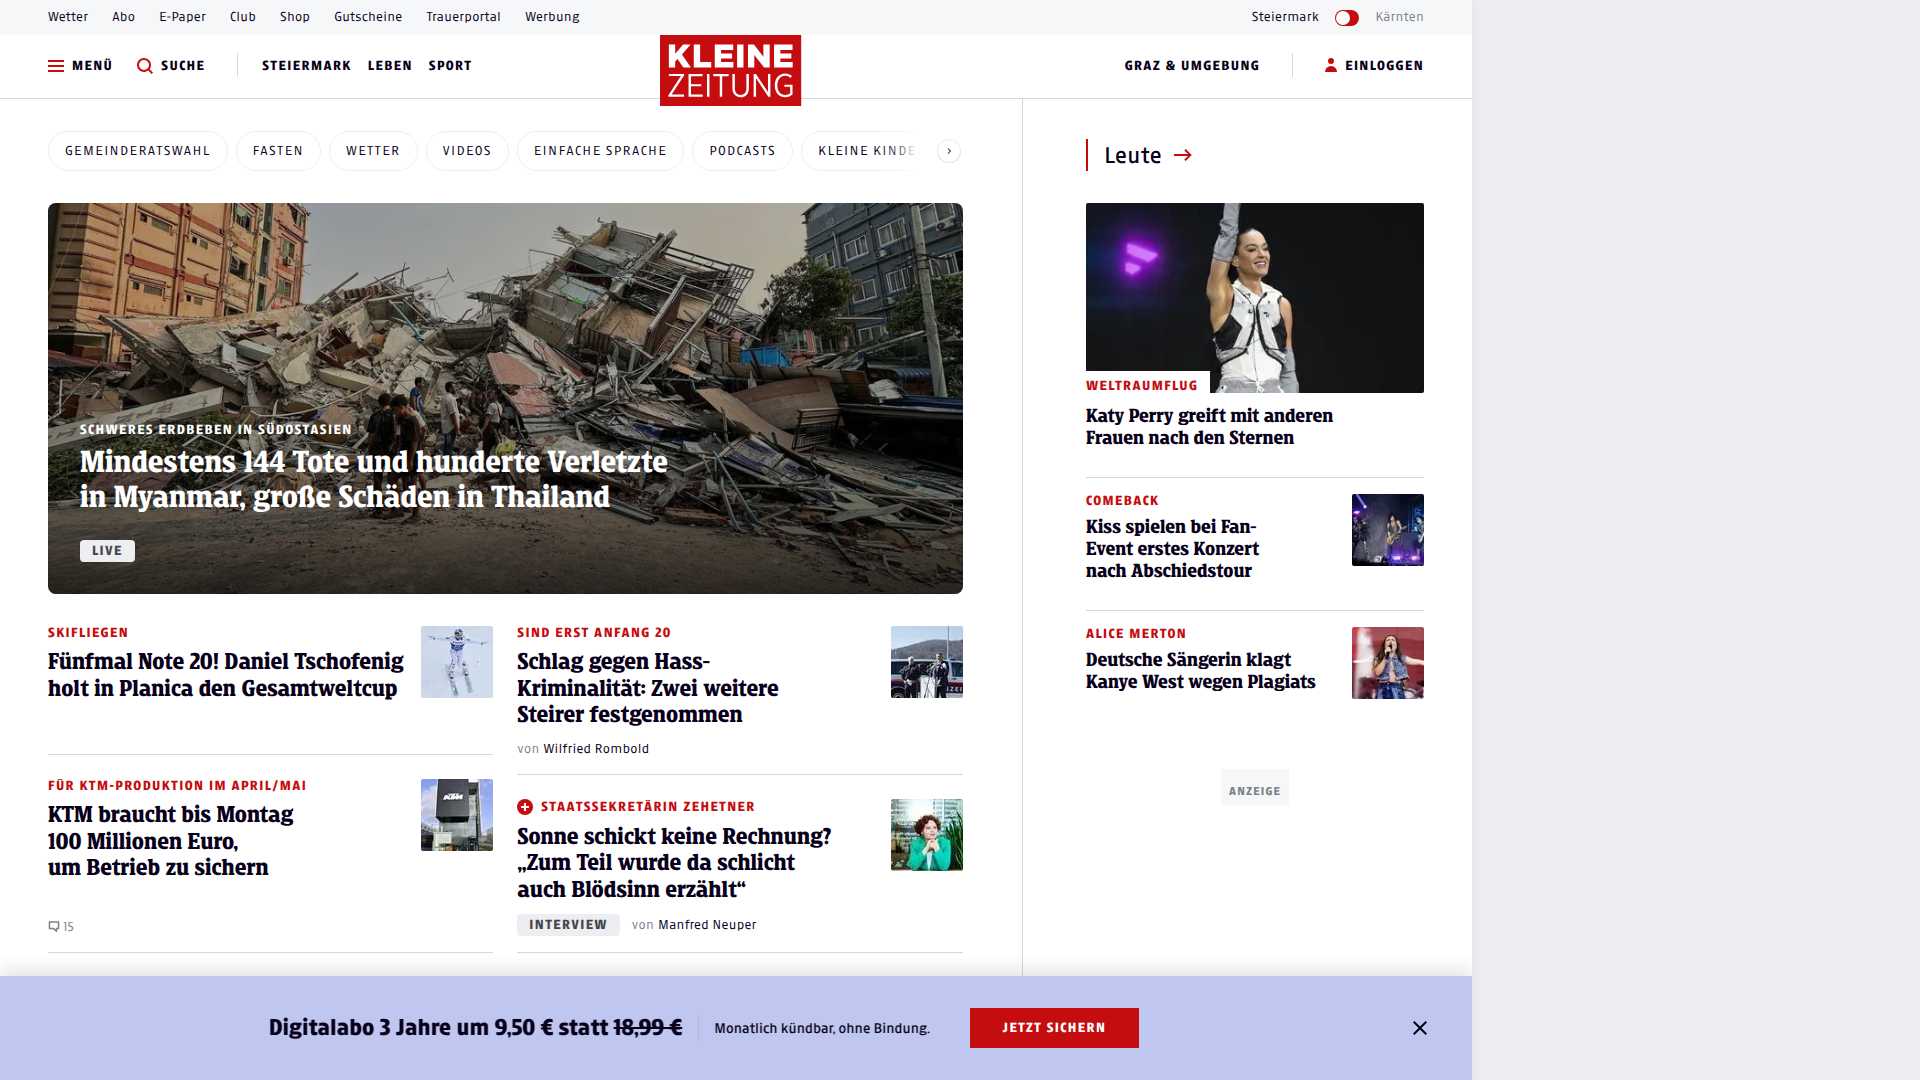 Wetter Abo E-Paper Club Shop Gutscheine Trauerportal Werbung Steiermark Kärnten
MENÜ SUCHE STEIERMARK LEBEN SPORT KLEINE ZEITUNG GRAZ & UMGEBUNG EINLOGGEN
GEMEINDERATSWAHL FASTEN WETTER VIDEOS EINFACHE SPRACHE PODCASTS KLEINE KINDE
SCHWERES ERDBEBEN IN SÜDOSTASIEN
Mindestens 144 Tote und hunderte Verletzte
in Myanmar, große Schäden in Thailand
LIVE
SKIFLIEGEN
Fünfmal Note 20! Daniel Tschofenig
holt in Planica den Gesamtweltcup
SIND ERST ANFANG 20
Schlag gegen Hass-
Kriminalität: Zwei weitere
Steirer festgenommen
von Wilfried Rombold
FÜR KTM-PRODUKTION IM APRIL/MAI
KTM braucht bis Montag
100 Millionen Euro,
um Betrieb zu sichern
15
STAATSSEKRETÄRIN ZEHETNER
Sonne schickt keine Rechnung?
„Zum Teil wurde da schlicht
auch Blödsinn erzählt“
INTERVIEW von Manfred Neuper
Leute
WELTRAUMFLUG
Katy Perry greift mit anderen
Frauen nach den Sternen
COMEBACK
Kiss spielen bei Fan-
Event erstes Konzert
nach Abschiedstour
ALICE MERTON
Deutsche Sängerin klagt
Kanye West wegen Plagiats
ANZEIGE
Digitalabo 3 Jahre um 9,50 € statt 18,99 € Monatlich kündbar, ohne Bindung. JETZT SICHERN